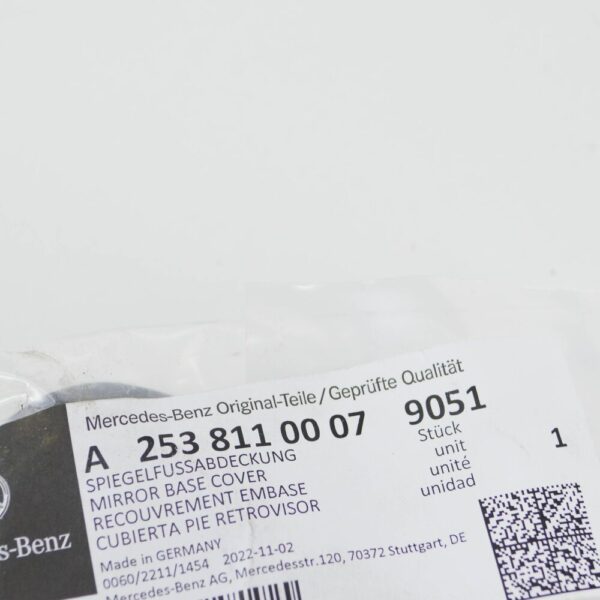 Mercedes-Benz Original-Teile / Geprüfte Qualität
A 253 811 00 07 9051
SPIEGELFUSSABDECKUNG
MIRROR BASE COVER
RECOUVREMENT EMBASE
CUBIERTA PIE RETROVISOR
Stück 1
unit
unité
unidad
Made in GERMANY
0060/2211/1454 2022-11-02
Mercedes-Benz AG, Mercedesstr.120, 70372 Stuttgart, DE
s-Benz